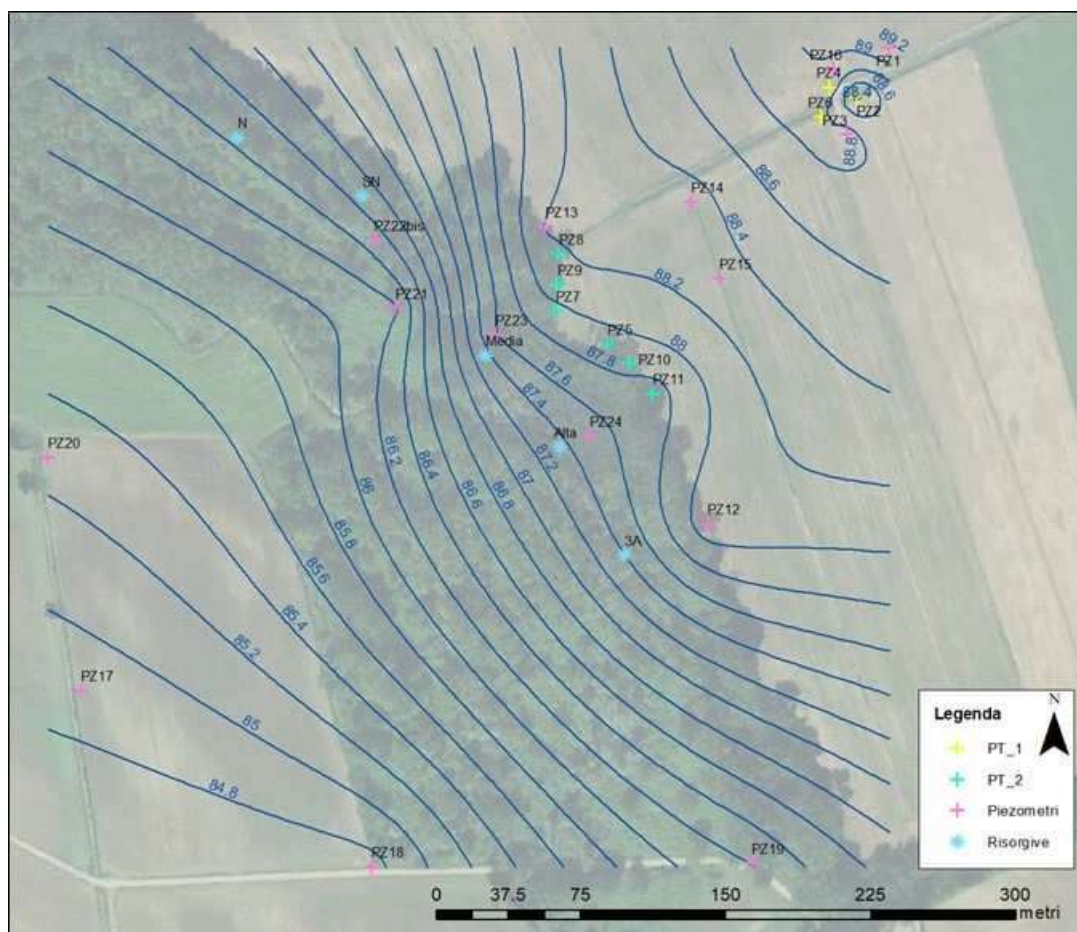 89.2
89
PZ1
PZ16
PZ4
88.6
88.4
PZ2
PZ6
PZ3
88.8
N
88.6
SN
PZ14
88.4
PZ13
PZ22bis
PZ8
88.2
PZ15
PZ9
PZ21
PZ7
PZ23
Media
PZ5
88
87.8
PZ10
PZ11
87.6
87.4
PZ24
Alta
PZ20
86.2
86.4
87.2
87
86
86.6
86.8
PZ12
85.8
3A
85.6
85.4
85.2
PZ17
85
84.8
PZ18
PZ19
Legenda
N
PT_1
PT_2
Piezometri
Risorgive
0 37.5 75 150 225 300
metri